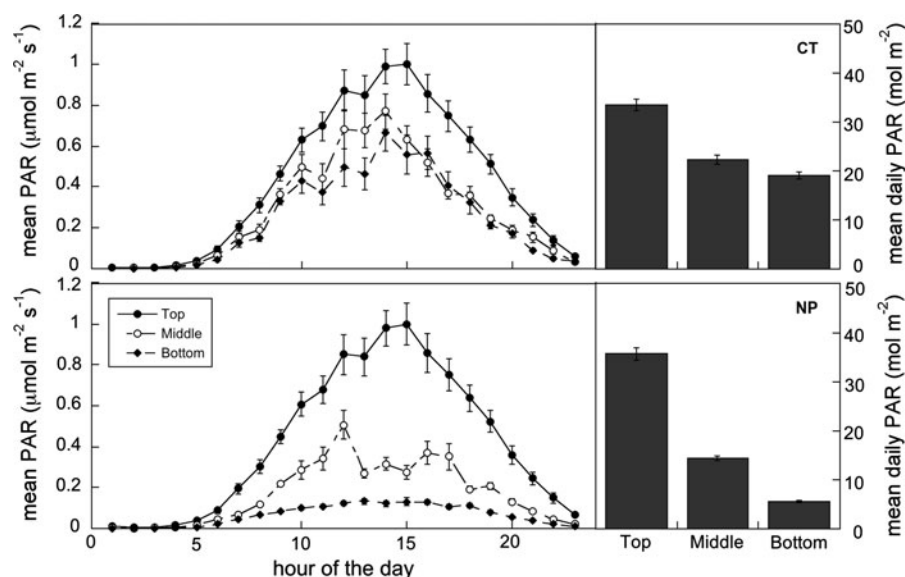 1.2
1
0.8
0.6
0.4
0.2
0
mean PAR (μmol m⁻² s⁻¹)
CT
50
40
30
20
10
0
mean daily PAR (mol m⁻²)
1.2
1
0.8
0.6
0.4
0.2
0
mean PAR (μmol m⁻² s⁻¹)
Top
Middle
Bottom
0 5 10 15 20
hour of the day
NP
50
40
30
20
10
0
mean daily PAR (mol m⁻²)
Top Middle Bottom